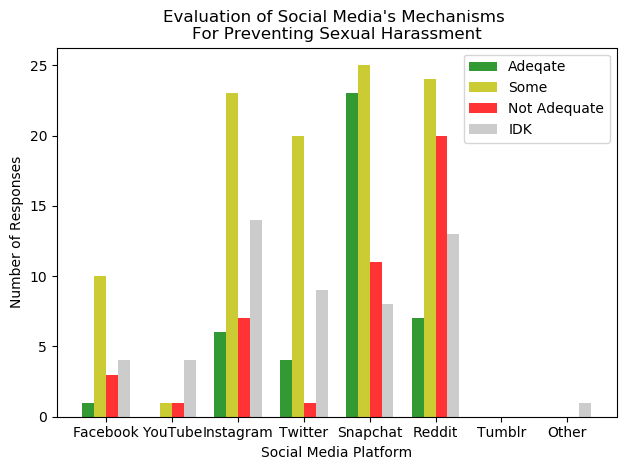 Evaluation of Social Media's Mechanisms
For Preventing Sexual Harassment
Adeqate
Some
Not Adequate
IDK
Number of Responses
25
20
15
10
5
0
Facebook YouTube Instagram Twitter Snapchat Reddit Tumblr Other
Social Media Platform